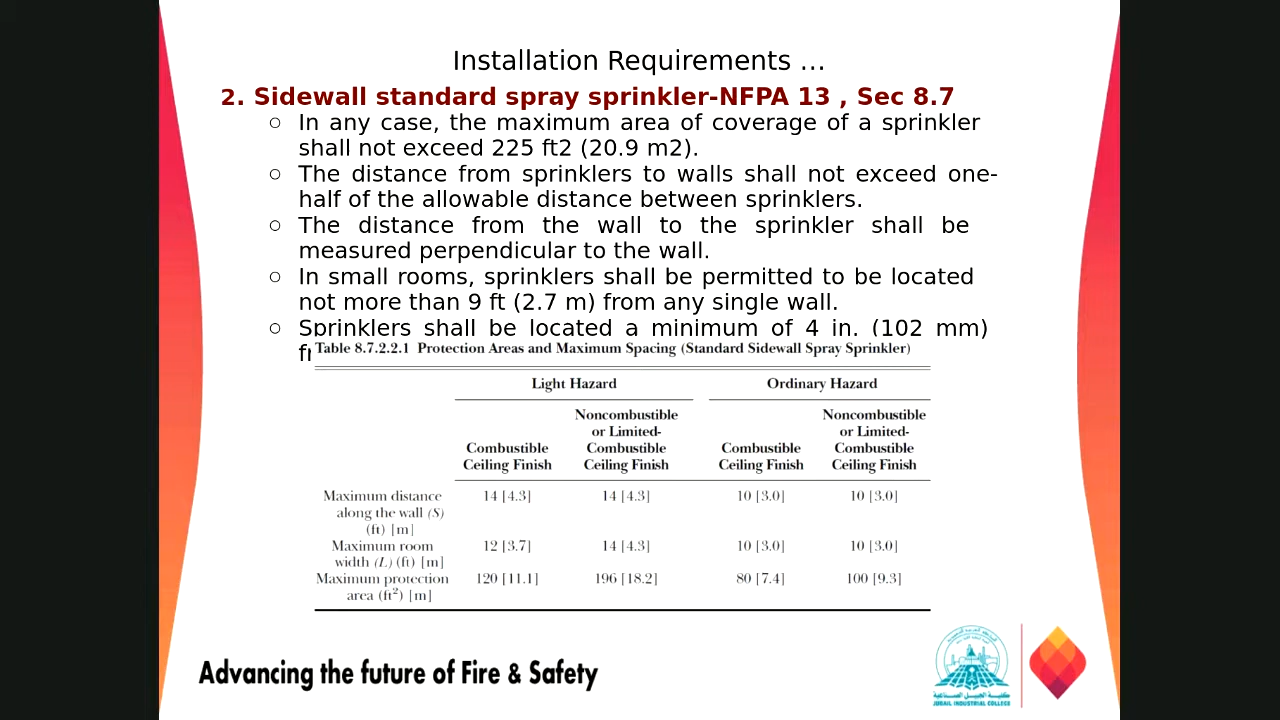 Installation Requirements ...
2. Sidewall standard spray sprinkler-NFPA 13 , Sec 8.7
○ In any case, the maximum area of coverage of a sprinkler
shall not exceed 225 ft2 (20.9 m2).
○ The distance from sprinklers to walls shall not exceed one-
half of the allowable distance between sprinklers.
○ The distance from the wall to the sprinkler shall be
measured perpendicular to the wall.
○ In small rooms, sprinklers shall be permitted to be located
not more than 9 ft (2.7 m) from any single wall.
○ Sprinklers shall be located a minimum of 4 in. (102 mm)
Table 8.7.2.2.1 Protection Areas and Maximum Spacing (Standard Sidewall Spray Sprinkler)
Light Hazard Ordinary Hazard
Noncombustible Noncombustible
or Limited- or Limited-
Combustible Combustible Combustible Combustible
Ceiling Finish Ceiling Finish Ceiling Finish Ceiling Finish
Maximum distance 14 [4.3] 14 [4.3] 10 [3.0] 10 [3.0]
along the wall (S)
(ft) [m]
Maximum room 12 [3.7] 14 [4.3] 10 [3.0] 10 [3.0]
width (L) (ft) [m]
Maximum protection 120 [11.1] 196 [18.2] 80 [7.4] 100 [9.3]
area (ft²) [m]
Advancing the future of Fire & Safety
كلية الجبيل الصناعية
JUBAIL INDUSTRIAL COLLEGE